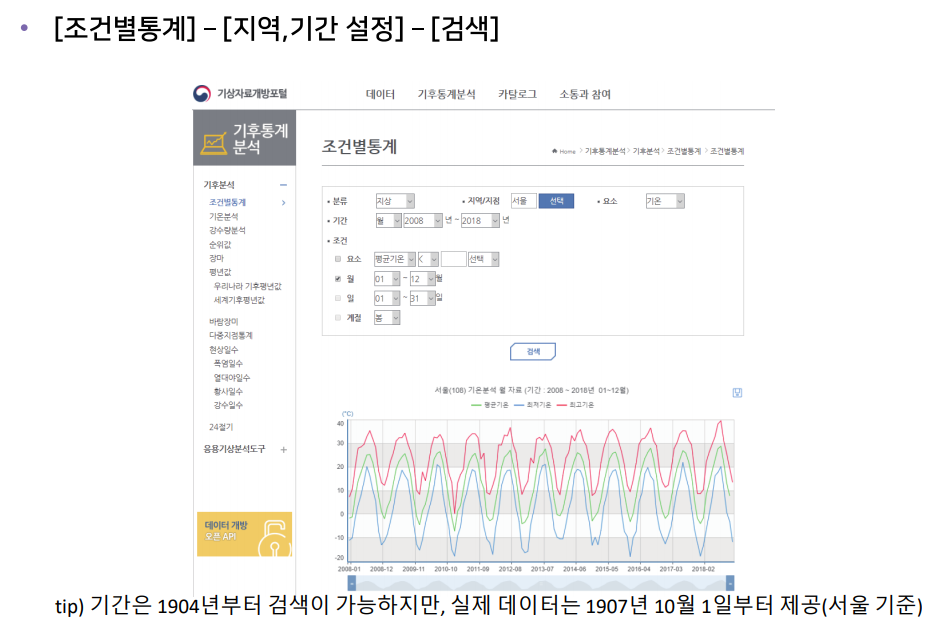 • [조건별통계] – [지역,기간 설정] – [검색]
기상자료개방포털
데이터 기후통계분석 카탈로그 소통과 참여
기후통계
분석
조건별통계
Home > 기후통계분석 > 기후분석 > 조건별통계 > 조건별통계
기후분석 −
조건별통계 >
기온분석
강수량분석
순위값
장마
평년값
우리나라 기후평년값
세계기후평년값
바람장미
다중지점통계
현상일수
폭염일수
열대야일수
황사일수
강수일수
24절기
응용기상분석도구 +
데이터 개방
오픈 API
• 분류 지상 • 지역/지점 서울 선택 • 요소 기온
• 기간 월 2008 년 ~ 2018 년
• 조건
요소 평균기온 < 선택
월 01 ~ 12 월
일 01 ~ 31 일
계절 봄
검색
서울(108) 기온분석 월 자료 (기간 : 2008 ~ 2018년 01~12월)
평균기온 최저기온 최고기온
(℃)
40
30
20
10
0
-10
-20
2008-01 2008-12 2009-11 2010-10 2011-09 2012-08 2013-07 2014-06 2015-05 2016-04 2017-03 2018-02
tip) 기간은 1904년부터 검색이 가능하지만, 실제 데이터는 1907년 10월 1일부터 제공(서울 기준)